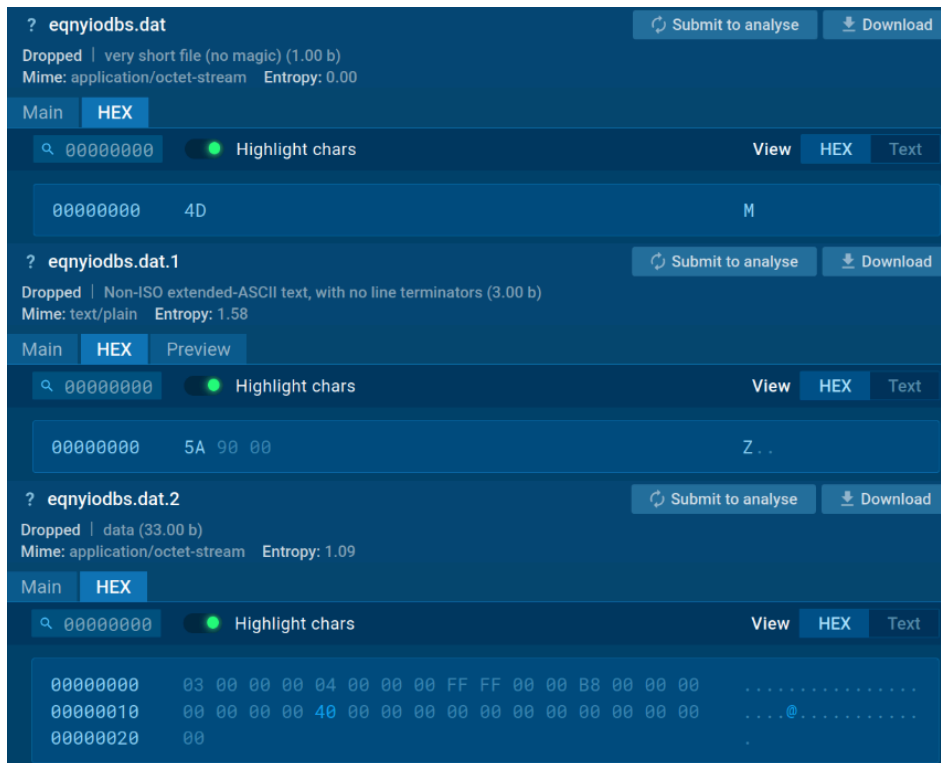 ? eqnyiodbs.dat Submit to analyse Download
Dropped | very short file (no magic) (1.00 b)
Mime: application/octet-stream Entropy: 0.00
Main HEX
00000000 Highlight chars View HEX Text
00000000 4D M
? eqnyiodbs.dat.1 Submit to analyse Download
Dropped | Non-ISO extended-ASCII text, with no line terminators (3.00 b)
Mime: text/plain Entropy: 1.58
Main HEX Preview
00000000 Highlight chars View HEX Text
00000000 5A 90 00 Z..
? eqnyiodbs.dat.2 Submit to analyse Download
Dropped | data (33.00 b)
Mime: application/octet-stream Entropy: 1.09
Main HEX
00000000 Highlight chars View HEX Text
00000000 03 00 00 00 04 00 00 00 FF FF 00 00 B8 00 00 00 ................
00000010 00 00 00 00 40 00 00 00 00 00 00 00 00 00 00 00 ....@...........
00000020 00 .